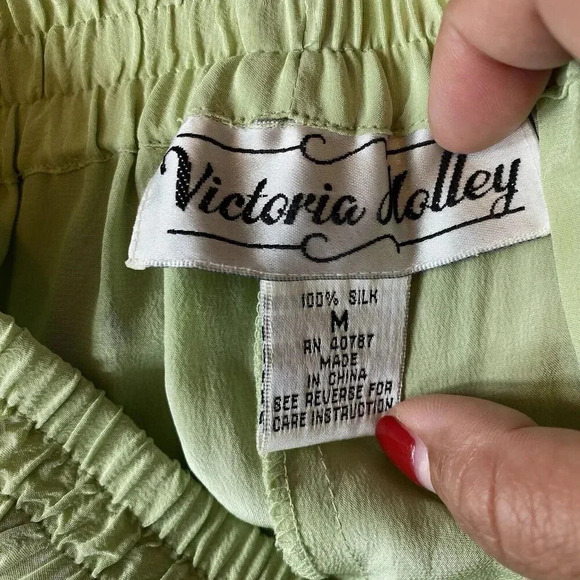 Victoria Holley
100% SILK
M
RN 40787
MADE
IN CHINA
SEE REVERSE FOR
CARE INSTRUCTION